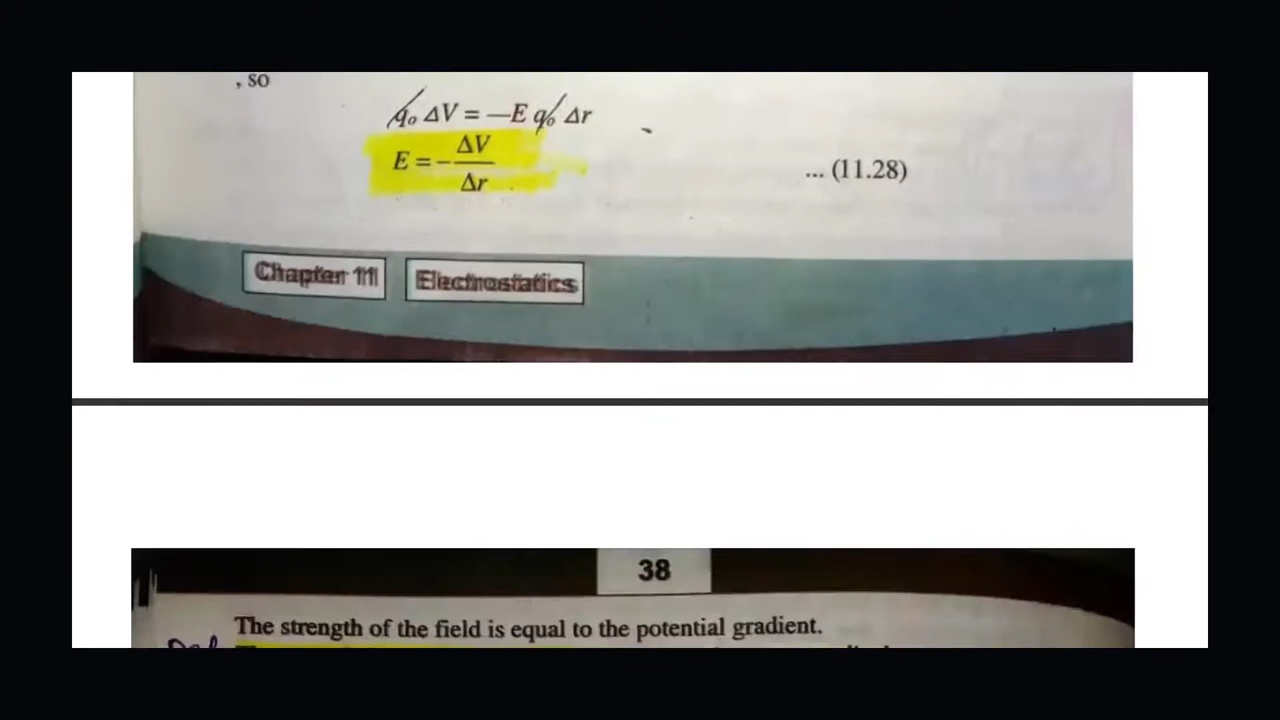 , so
q₀ ΔV = —E q₀ Δr
E = - ΔV / Δr ... (11.28)
Chapter 11 Electrostatics
38
The strength of the field is equal to the potential gradient.